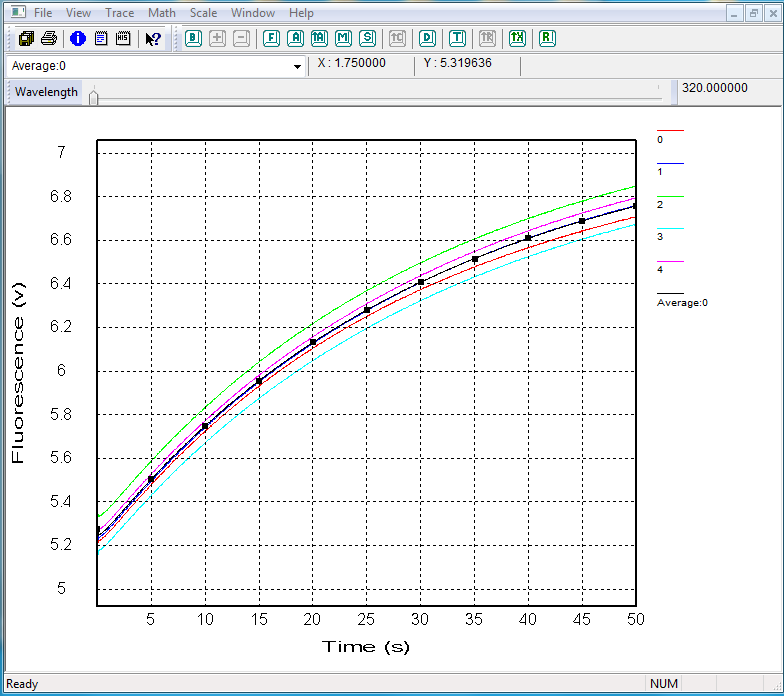 File View Trace Math Scale Window Help
HIS B F A M S D T R
Average:0 X : 1.750000 Y : 5.319636
Wavelength 320.000000
7
6.8
6.6
6.4
6.2
6
5.8
5.6
5.4
5.2
5
Fluorescence (v)
5 10 15 20 25 30 35 40 45 50
Time (s)
0
1
2
3
4
Average:0
Ready NUM